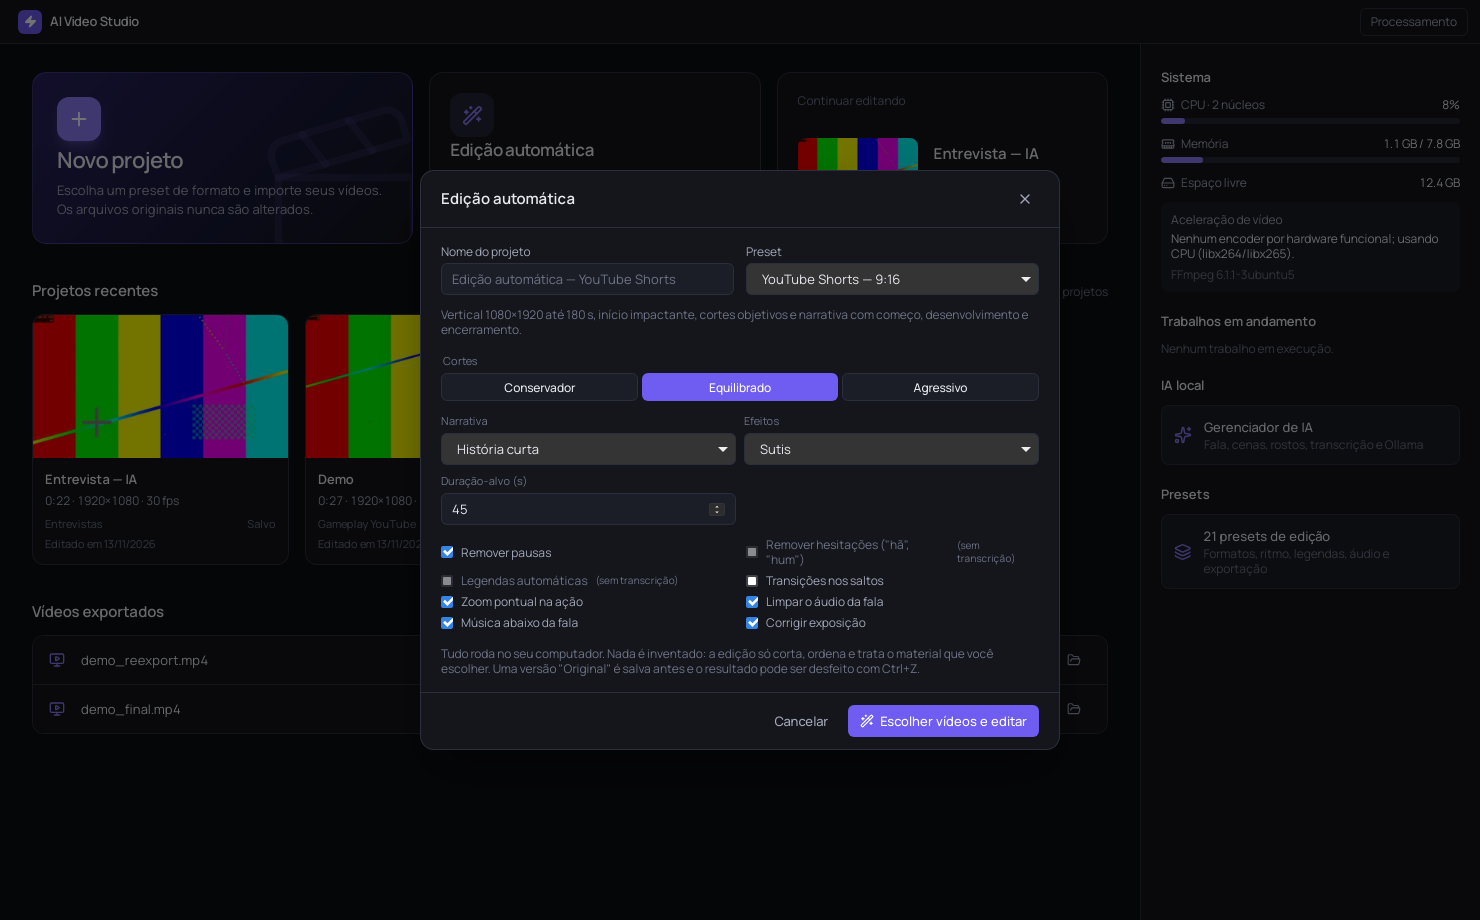 AI Video Studio
Processamento
Novo projeto
Escolha um preset de formato e importe seus vídeos.
Os arquivos originais nunca são alterados.
Edição automática
Continuar editando
Entrevista — IA
Projetos recentes
projetos
Entrevista — IA
0:22 · 1920×1080 · 30 fps
Entrevistas
Salvo
Editado em 13/11/2026
Demo
0:27 · 1920×1080 ·
Gameplay YouTube
Editado em 13/11/202
Vídeos exportados
demo_reexport.mp4
demo_final.mp4
Edição automática
Nome do projeto
Preset
Edição automática — YouTube Shorts
YouTube Shorts — 9:16
Vertical 1080×1920 até 180 s, início impactante, cortes objetivos e narrativa com começo, desenvolvimento e
encerramento.
Cortes
Conservador
Equilibrado
Agressivo
Narrativa
Efeitos
História curta
Sutis
Duração-alvo (s)
45
Remover pausas
Remover hesitações ("hã",
"hum")
(sem
transcrição)
Legendas automáticas (sem transcrição)
Transições nos saltos
Zoom pontual na ação
Limpar o áudio da fala
Música abaixo da fala
Corrigir exposição
Tudo roda no seu computador. Nada é inventado: a edição só corta, ordena e trata o material que você
escolher. Uma versão "Original" é salva antes e o resultado pode ser desfeito com Ctrl+Z.
Cancelar
Escolher vídeos e editar
Sistema
CPU · 2 núcleos
8%
Memória
1.1 GB / 7.8 GB
Espaço livre
12.4 GB
Aceleração de vídeo
Nenhum encoder por hardware funcional; usando
CPU (libx264/libx265).
FFmpeg 6.1.1-3ubuntu5
Trabalhos em andamento
Nenhum trabalho em execução.
IA local
Gerenciador de IA
Fala, cenas, rostos, transcrição e Ollama
Presets
21 presets de edição
Formatos, ritmo, legendas, áudio e
exportação